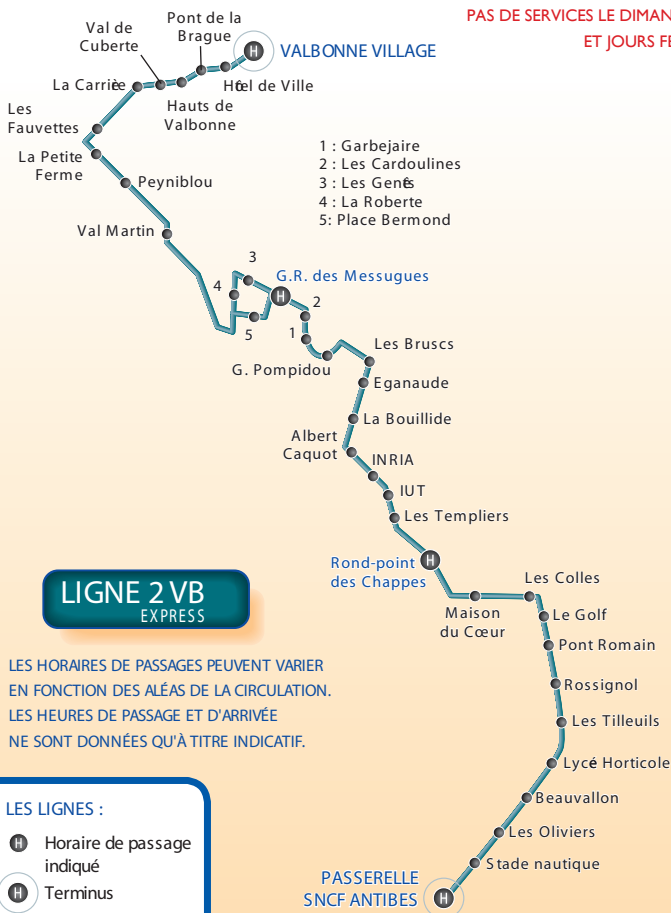 PAS DE SERVICES LE DIMAN
ET JOURS FE
Val de
Cuberte
Pont de la
Brague
H
VALBONNE VILLAGE
La Carrière
Hôtel de Ville
Hauts de
Valbonne
Les
Fauvettes
La Petite
Ferme
Peyniblou
Val Martin
1 : Garbejaire
2 : Les Cardoulines
3 : Les Genêts
4 : La Roberte
5: Place Bermond
3
G.R. des Messugues
4
H
2
5
1
G. Pompidou
Les Bruscs
Eganaude
La Bouillide
Albert
Caquot
INRIA
IUT
Les Templiers
Rond-point
des Chappes
H
LIGNE 2 VB
EXPRESS
Maison
du Cœur
Les Colles
Le Golf
Pont Romain
Rossignol
Les Tilleuils
Lycé Horticole
Beauvallon
Les Oliviers
Stade nautique
PASSERELLE
SNCF ANTIBES
H
LES HORAIRES DE PASSAGES PEUVENT VARIER
EN FONCTION DES ALÉAS DE LA CIRCULATION.
LES HEURES DE PASSAGE ET D'ARRIVÉE
NE SONT DONNÉES QU'À TITRE INDICATIF.
LES LIGNES :
H Horaire de passage
indiqué
H Terminus